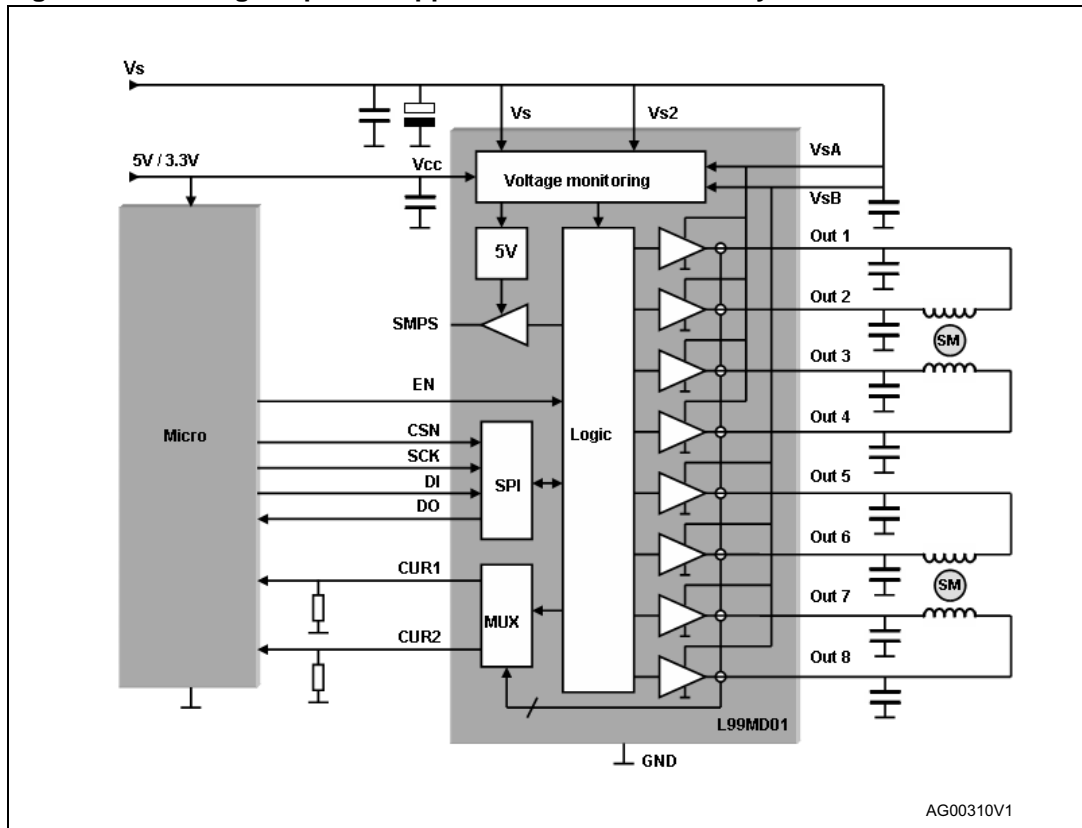 Vs
Vs
Vs2
5V / 3.3V
Vcc
Voltage monitoring
VsA
VsB
5V
Out 1
Out 2
SMPS
SM
Out 3
EN
Micro
CSN
Logic
Out 4
SCK
DI
SPI
Out 5
DO
Out 6
CUR1
SM
MUX
Out 7
CUR2
Out 8
L99MD01
GND
AG00310V1